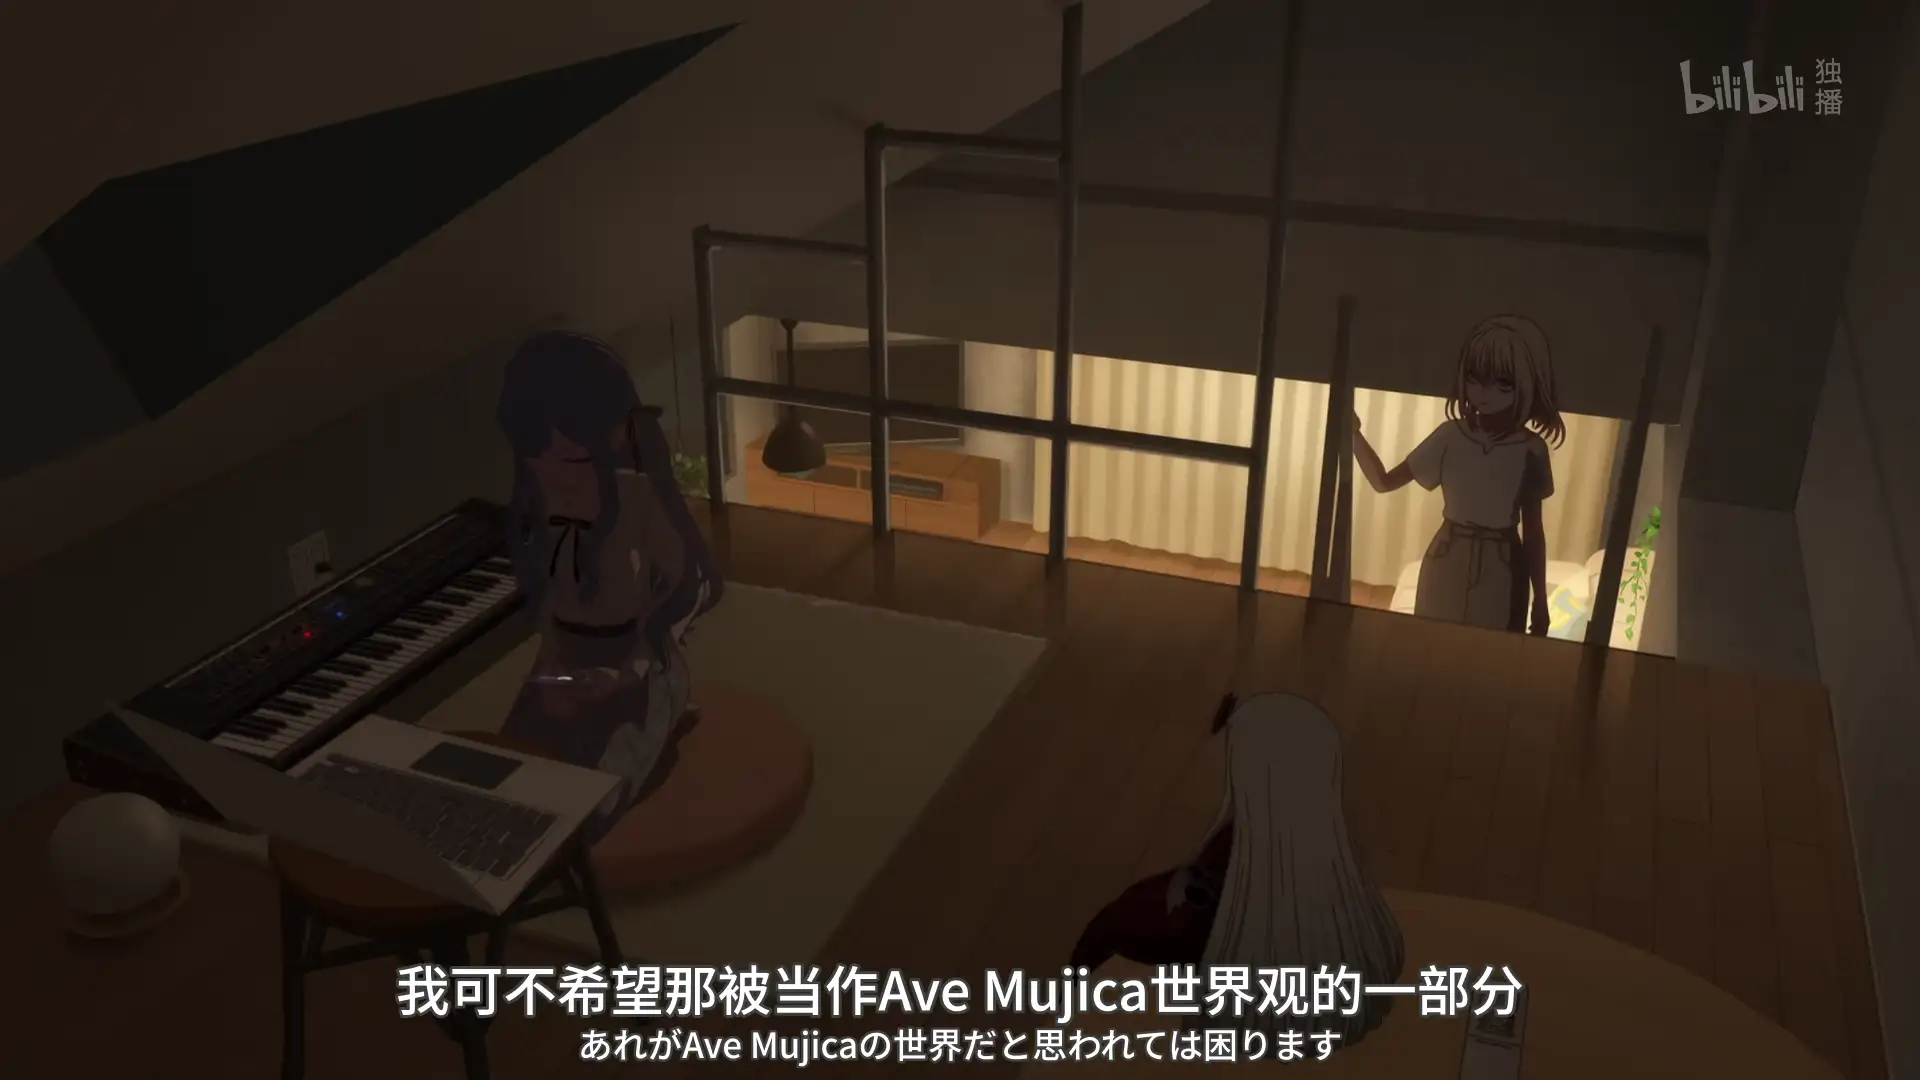 bilibili 独播
我可不希望那被当作Ave Mujica世界观的一部分
あれがAve Mujicaの世界だと思われては困ります